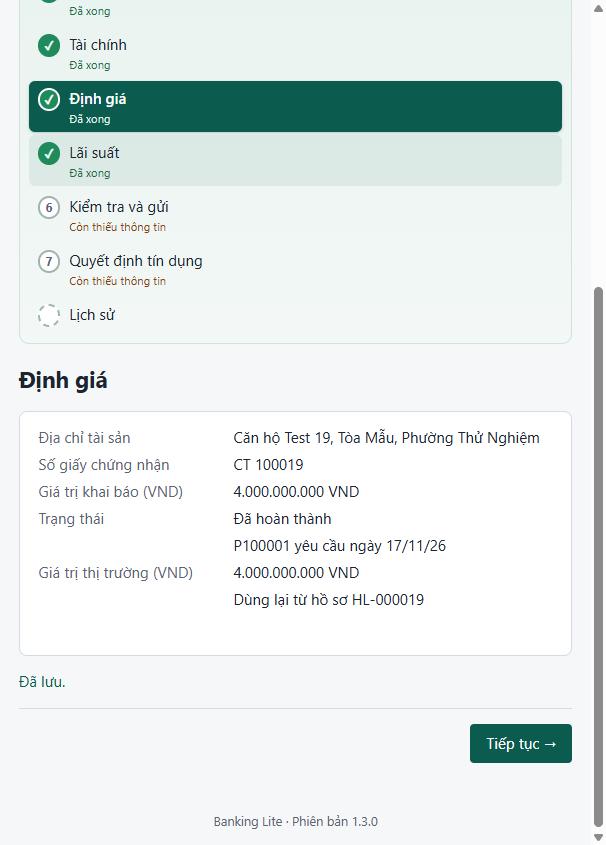 Đã xong
Tài chính
Đã xong
Định giá
Đã xong
Lãi suất
Đã xong
6 Kiểm tra và gửi
Còn thiếu thông tin
7 Quyết định tín dụng
Còn thiếu thông tin
Lịch sử
Định giá
Địa chỉ tài sản Căn hộ Test 19, Tòa Mẫu, Phường Thử Nghiệm
Số giấy chứng nhận CT 100019
Giá trị khai báo (VND) 4.000.000.000 VND
Trạng thái Đã hoàn thành
P100001 yêu cầu ngày 17/11/26
Giá trị thị trường (VND) 4.000.000.000 VND
Dùng lại từ hồ sơ HL-000019
Đã lưu.
Tiếp tục →
Banking Lite · Phiên bản 1.3.0